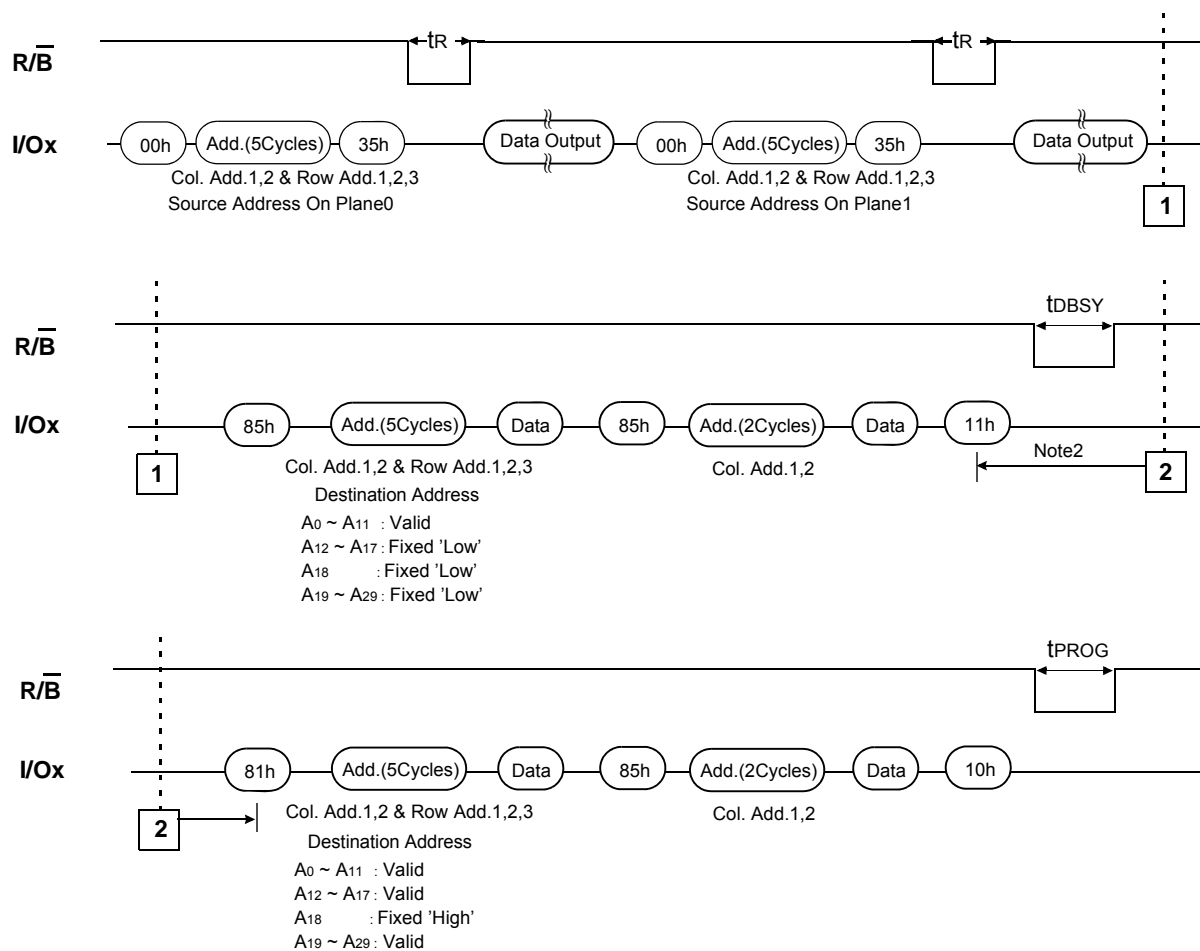 tR tR
R/B̅
I/Ox 00h Add.(5Cycles) 35h Data Output 00h Add.(5Cycles) 35h Data Output
Col. Add.1,2 & Row Add.1,2,3 Col. Add.1,2 & Row Add.1,2,3
Source Address On Plane0 Source Address On Plane1
1
tDBSY
R/B̅
I/Ox 85h Add.(5Cycles) Data 85h Add.(2Cycles) Data 11h
1 Col. Add.1,2 & Row Add.1,2,3 Col. Add.1,2 Note2 2
Destination Address
A0 ~ A11 : Valid
A12 ~ A17 : Fixed 'Low'
A18 : Fixed 'Low'
A19 ~ A29 : Fixed 'Low'
tPROG
R/B̅
I/Ox 81h Add.(5Cycles) Data 85h Add.(2Cycles) Data 10h
2 Col. Add.1,2 & Row Add.1,2,3 Col. Add.1,2
Destination Address
A0 ~ A11 : Valid
A12 ~ A17 : Valid
A18 : Fixed 'High'
A19 ~ A29 : Valid